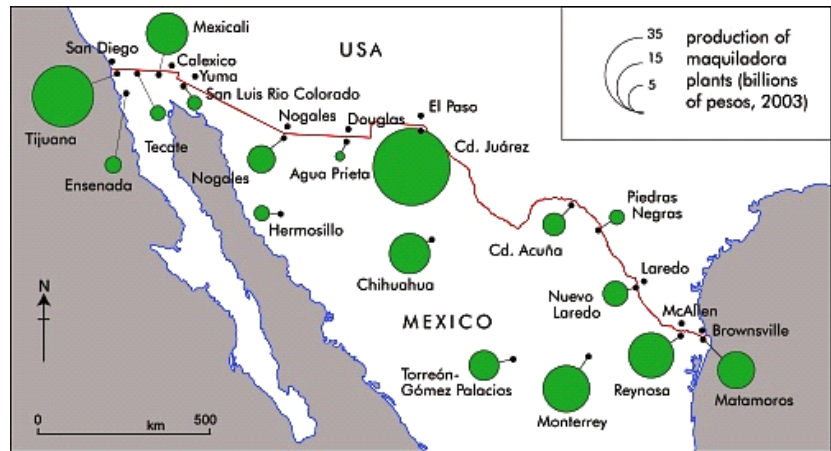 Mexicali
San Diego
Calexico
Yuma
San Luis Rio Colorado
USA
35
15
5
production of
maquiladora
plants (billions
of pesos, 2003)
Tijuana
Tecate
Ensenada
Nogales
Nogales
Douglas
Agua Prieta
El Paso
Cd. Juárez
Hermosillo
Chihuahua
Cd. Acuña
Piedras
Negras
Laredo
Nuevo
Laredo
McAllen
Brownsville
N
MEXICO
Torreón-
Gómez Palacios
Monterrey
Reynosa
Matamoros
0
500
km